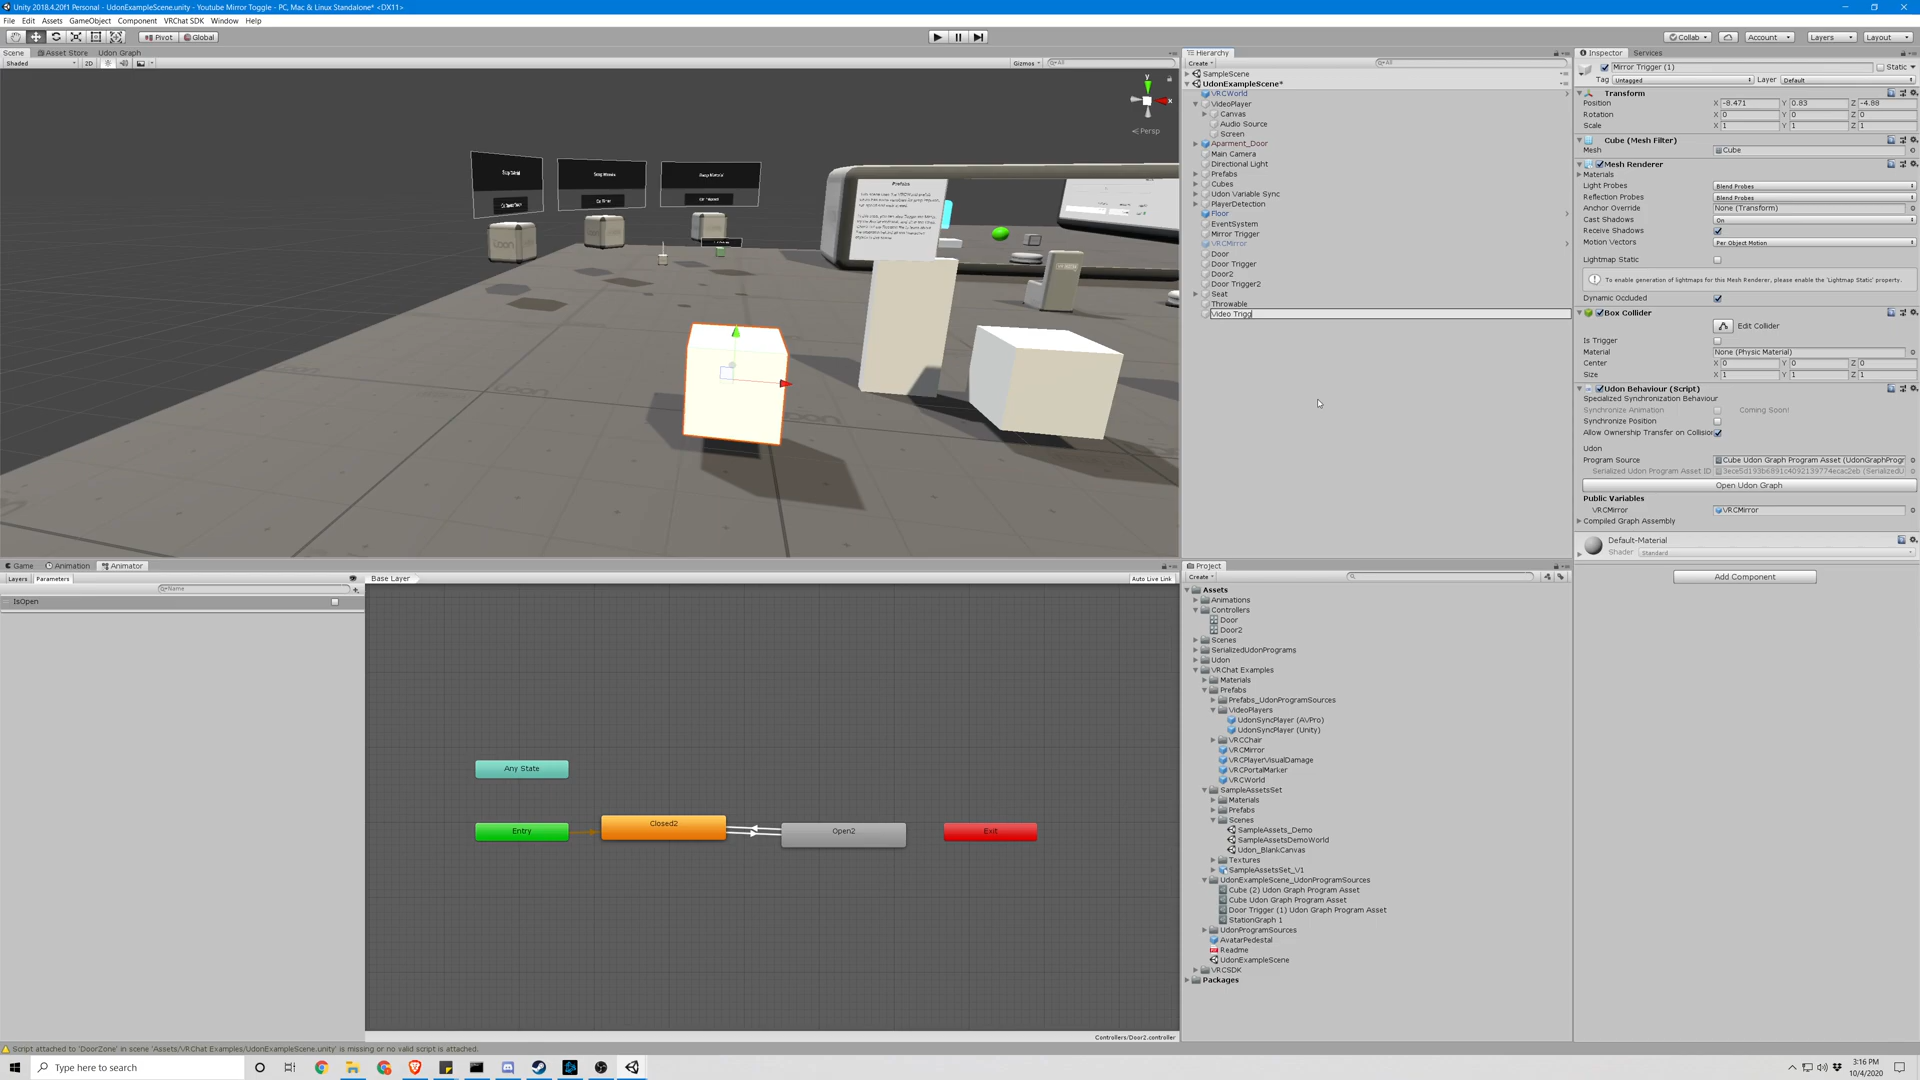 Unity 2018.4.20f1 Personal - UdonExampleScene.unity - Youtube Mirror Toggle - PC, Mac & Linux Standalone* <DX11>
File Edit Assets GameObject Component VRChat SDK Window Help
Pivot Global Collab Account Layers Layout
Scene Asset Store Udon Graph
Shaded 2D Gizmos All
y
x
Persp
Prefabs
Hierarchy
Create All
SampleScene
UdonExampleScene*
VRCWorld
VideoPlayer
Canvas
Audio Source
Screen
Aparment_Door
Main Camera
Directional Light
Prefabs
Cubes
Udon Variable Sync
PlayerDetection
Floor
EventSystem
Mirror Trigger
VRCMirror
Door
Door Trigger
Door2
Door Trigger2
Seat
Throwable
Video Trigg
Inspector Services
Mirror Trigger (1) Static
Tag Untagged Layer Default
Transform
Position X -8.471 Y 0.83 Z -4.88
Rotation X 0 Y 0 Z 0
Scale X 1 Y 1 Z 1
Cube (Mesh Filter)
Mesh Cube
Mesh Renderer
Materials
Light Probes Blend Probes
Reflection Probes Blend Probes
Anchor Override None (Transform)
Cast Shadows On
Receive Shadows
Motion Vectors Per Object Motion
Lightmap Static
To enable generation of lightmaps for this Mesh Renderer, please enable the 'Lightmap Static' property.
Dynamic Occluded
Box Collider
Edit Collider
Is Trigger
Material None (Physic Material)
Center X 0 Y 0 Z 0
Size X 1 Y 1 Z 1
Udon Behaviour (Script)
Specialized Synchronization Behaviour
Synchronize Animation Coming Soon!
Synchronize Position
Allow Ownership Transfer on Collision
Udon
Program Source Cube Udon Graph Program Asset (UdonGraphProgr
Serialized Udon Program Asset ID 3ece5d193b6891c4092139774ecac2eb (SerializedU
Open Udon Graph
Public Variables
VRCMirror VRCMirror
Compiled Graph Assembly
Default-Material
Shader Standard
Add Component
Game Animation Animator
Layers Parameters
Name
IsOpen
Base Layer Auto Live Link
Any State
Entry
Closed2
Open2
Exit
Controllers/Door2.controller
Project
Create
Assets
Animations
Controllers
Door
Door2
Scenes
SerializedUdonPrograms
Udon
VRChat Examples
Materials
Prefabs
Prefabs_UdonProgramSources
VideoPlayers
UdonSyncPlayer (AVPro)
UdonSyncPlayer (Unity)
VRCChair
VRCMirror
VRCPlayerVisualDamage
VRCPortalMarker
VRCWorld
SampleAssetsSet
Materials
Prefabs
Scenes
SampleAssets_Demo
SampleAssetsDemoWorld
Udon_BlankCanvas
Textures
SampleAssetsSet_V1
UdonExampleScene_UdonProgramSources
Cube (2) Udon Graph Program Asset
Cube Udon Graph Program Asset
Door Trigger (1) Udon Graph Program Asset
StationGraph 1
UdonProgramSources
AvatarPedestal
Readme
UdonExampleScene
VRCSDK
Packages
Script attached to 'DoorZone' in scene 'Assets/VRChat Examples/UdonExampleScene.unity' is missing or no valid script is attached.
Type here to search
3:16 PM
10/4/2020